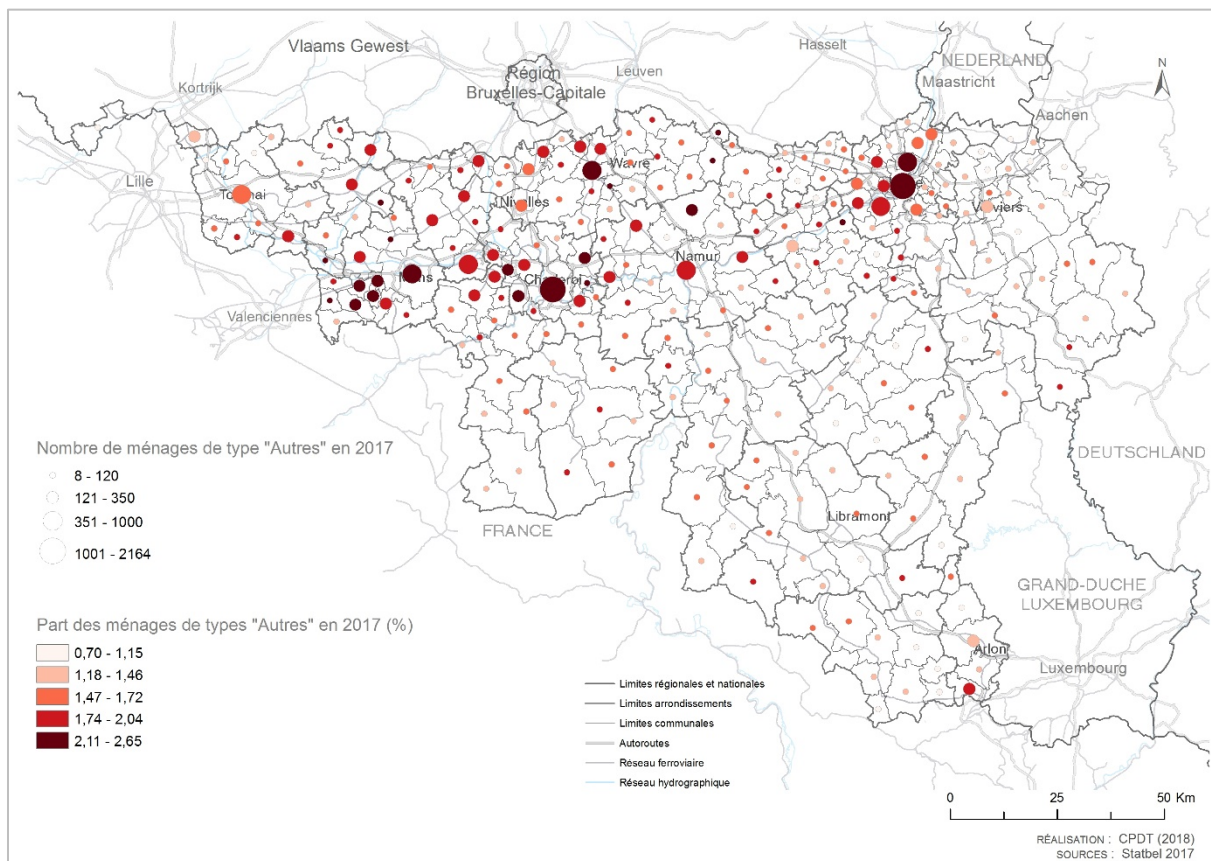 Vlaams Gewest
Hasselt
NEDERLAND
Maastricht
N
Kortrijk
Région
Bruxelles-Capitale
Leuven
Aachen
Lille
Wavre
Tournai
Nivelles
Verviers
Namur
Mons
Charleroi
Valenciennes
Nombre de ménages de type "Autres" en 2017
8 - 120
121 - 350
351 - 1000
1001 - 2164
DEUTSCHLAND
FRANCE
Libramont
GRAND-DUCHE
LUXEMBOURG
Part des ménages de types "Autres" en 2017 (%)
0,70 - 1,15
1,18 - 1,46
1,47 - 1,72
1,74 - 2,04
2,11 - 2,65
Arlon
Luxembourg
Limites régionales et nationales
Limites arrondissements
Limites communales
Autoroutes
Réseau ferroviaire
Réseau hydrographique
0 25 50 Km
RÉALISATION : CPDT (2018)
SOURCES : Statbel 2017